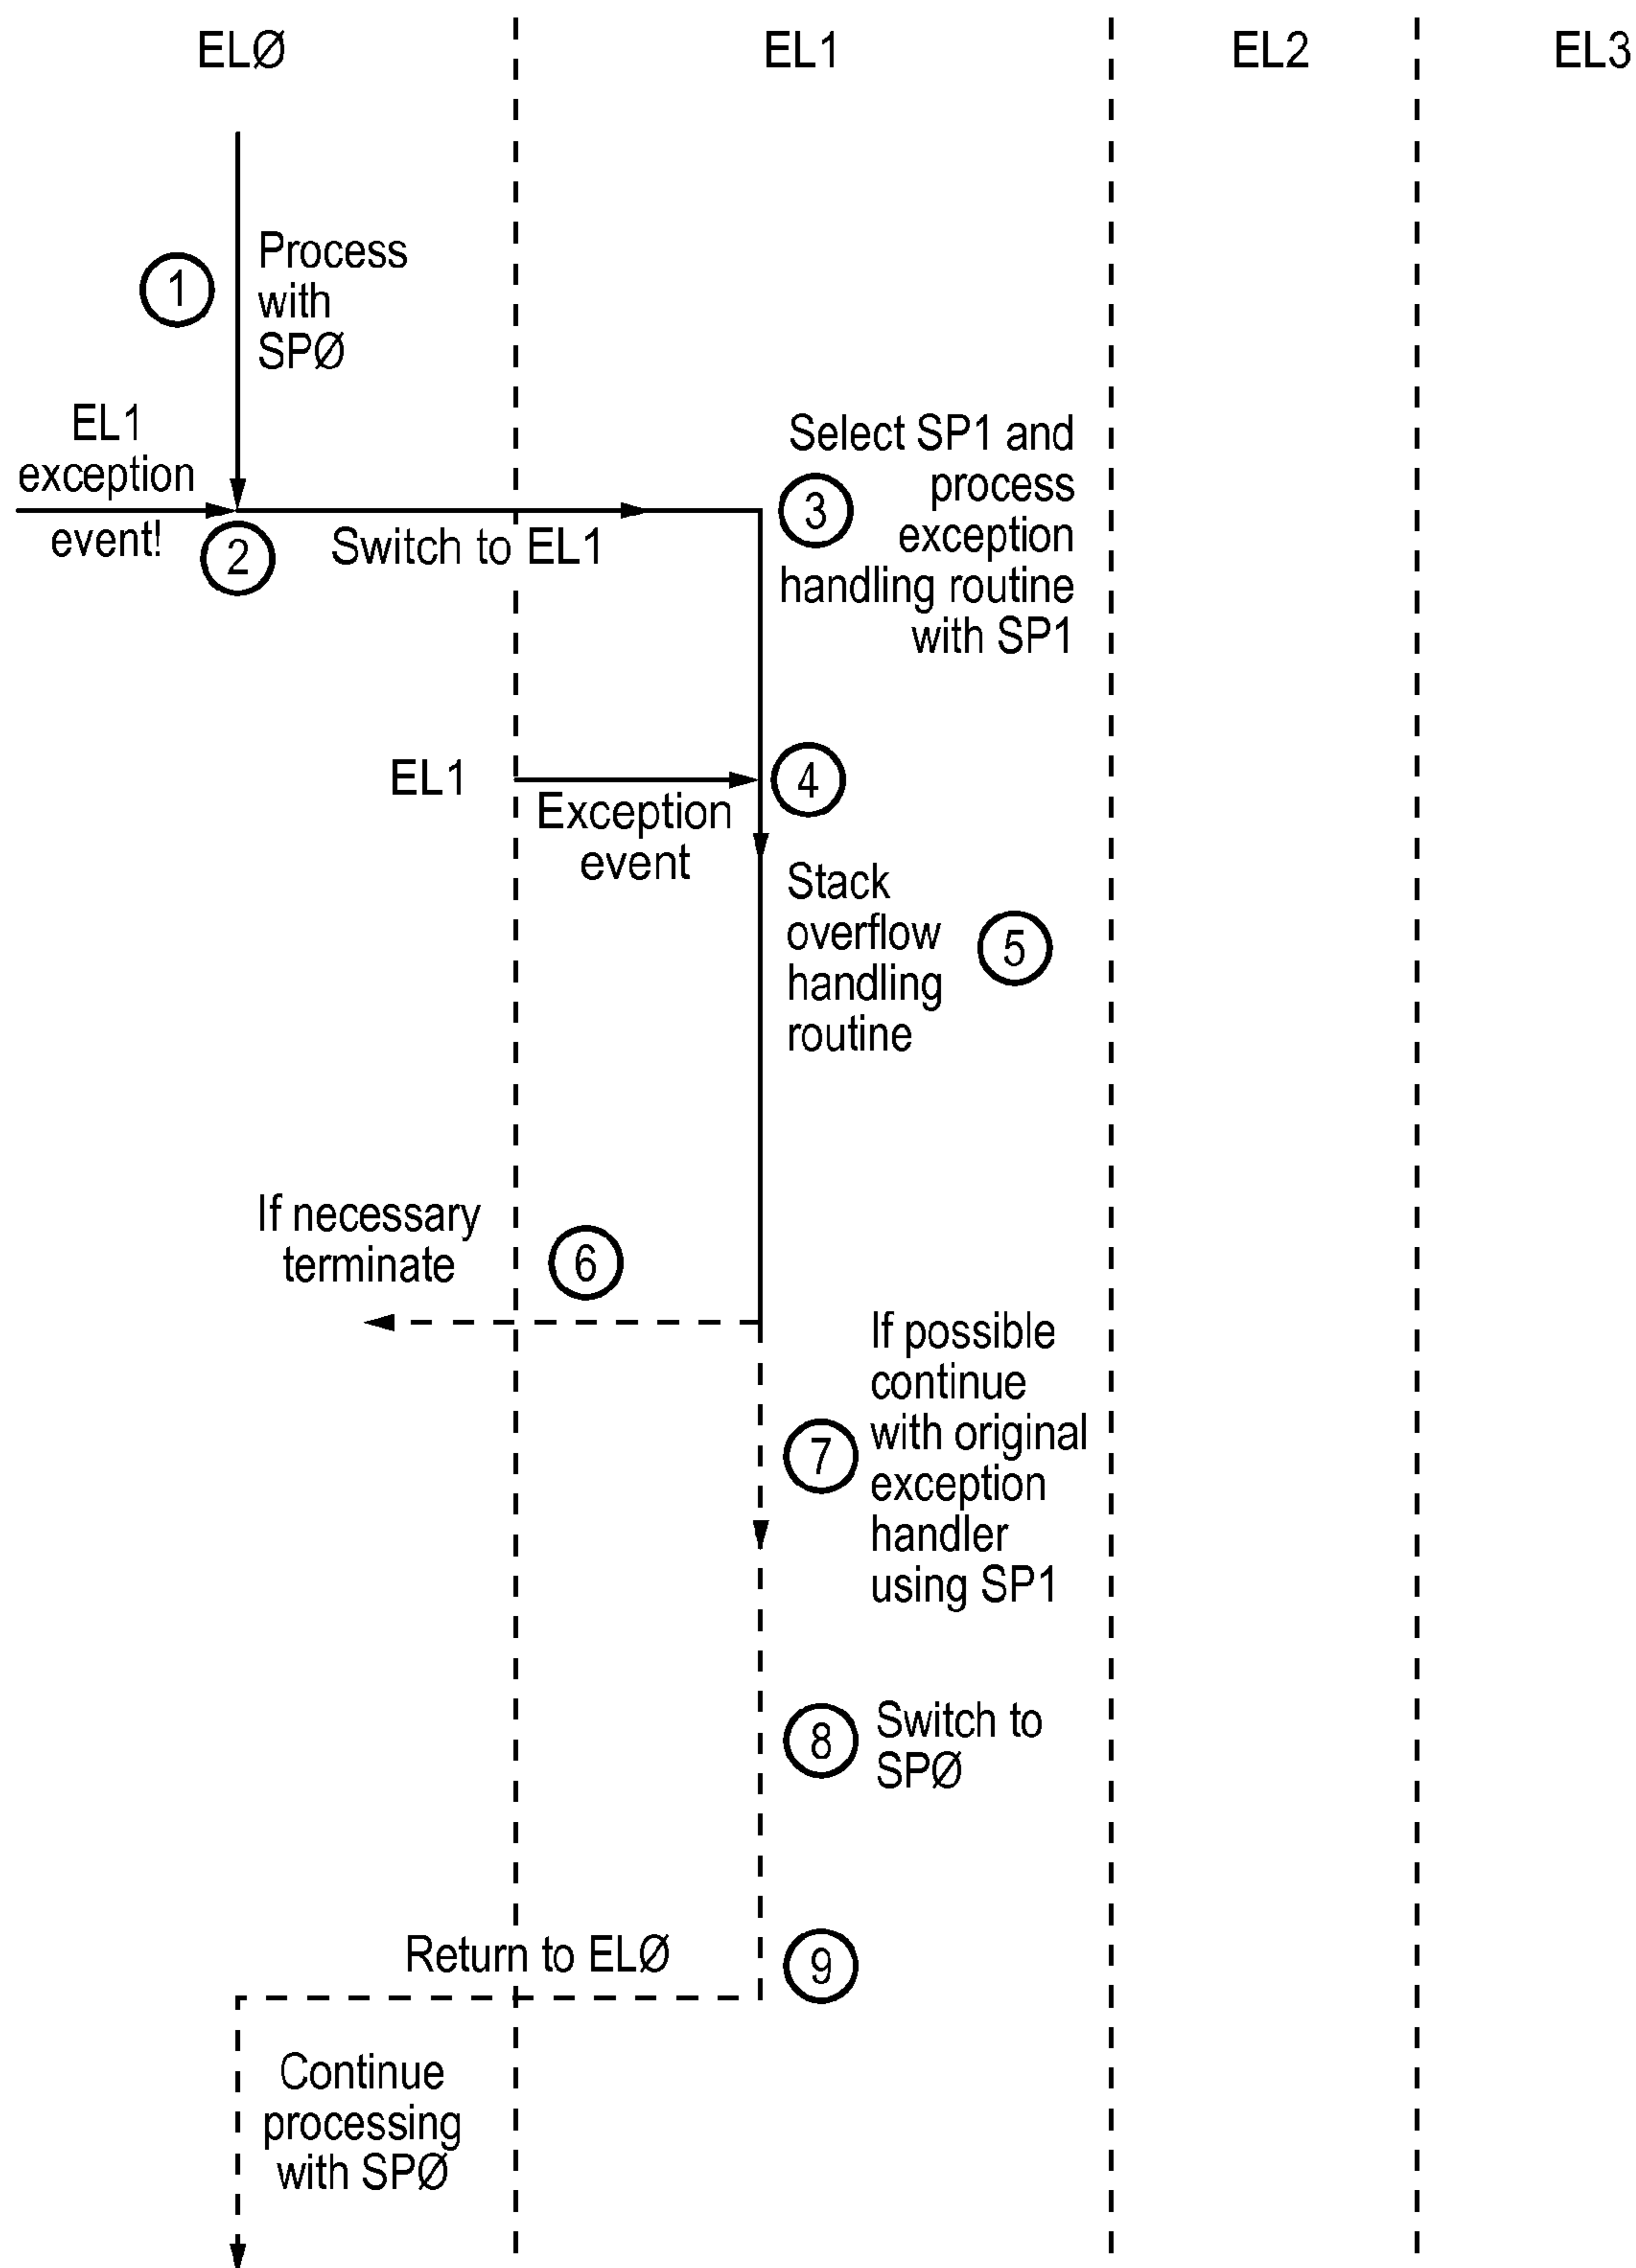 ELØ
EL1
EL2
EL3
1
Process
with
SPØ
EL1
exception
event!
2
Switch to EL1
3
Select SP1 and
process
exception
handling routine
with SP1
EL1
Exception
event
4
Stack
overflow
handling
routine
5
If necessary
terminate
6
If possible
continue
with original
exception
handler
using SP1
7
8
Switch to
SPØ
Return to ELØ
9
Continue
processing
with SPØ